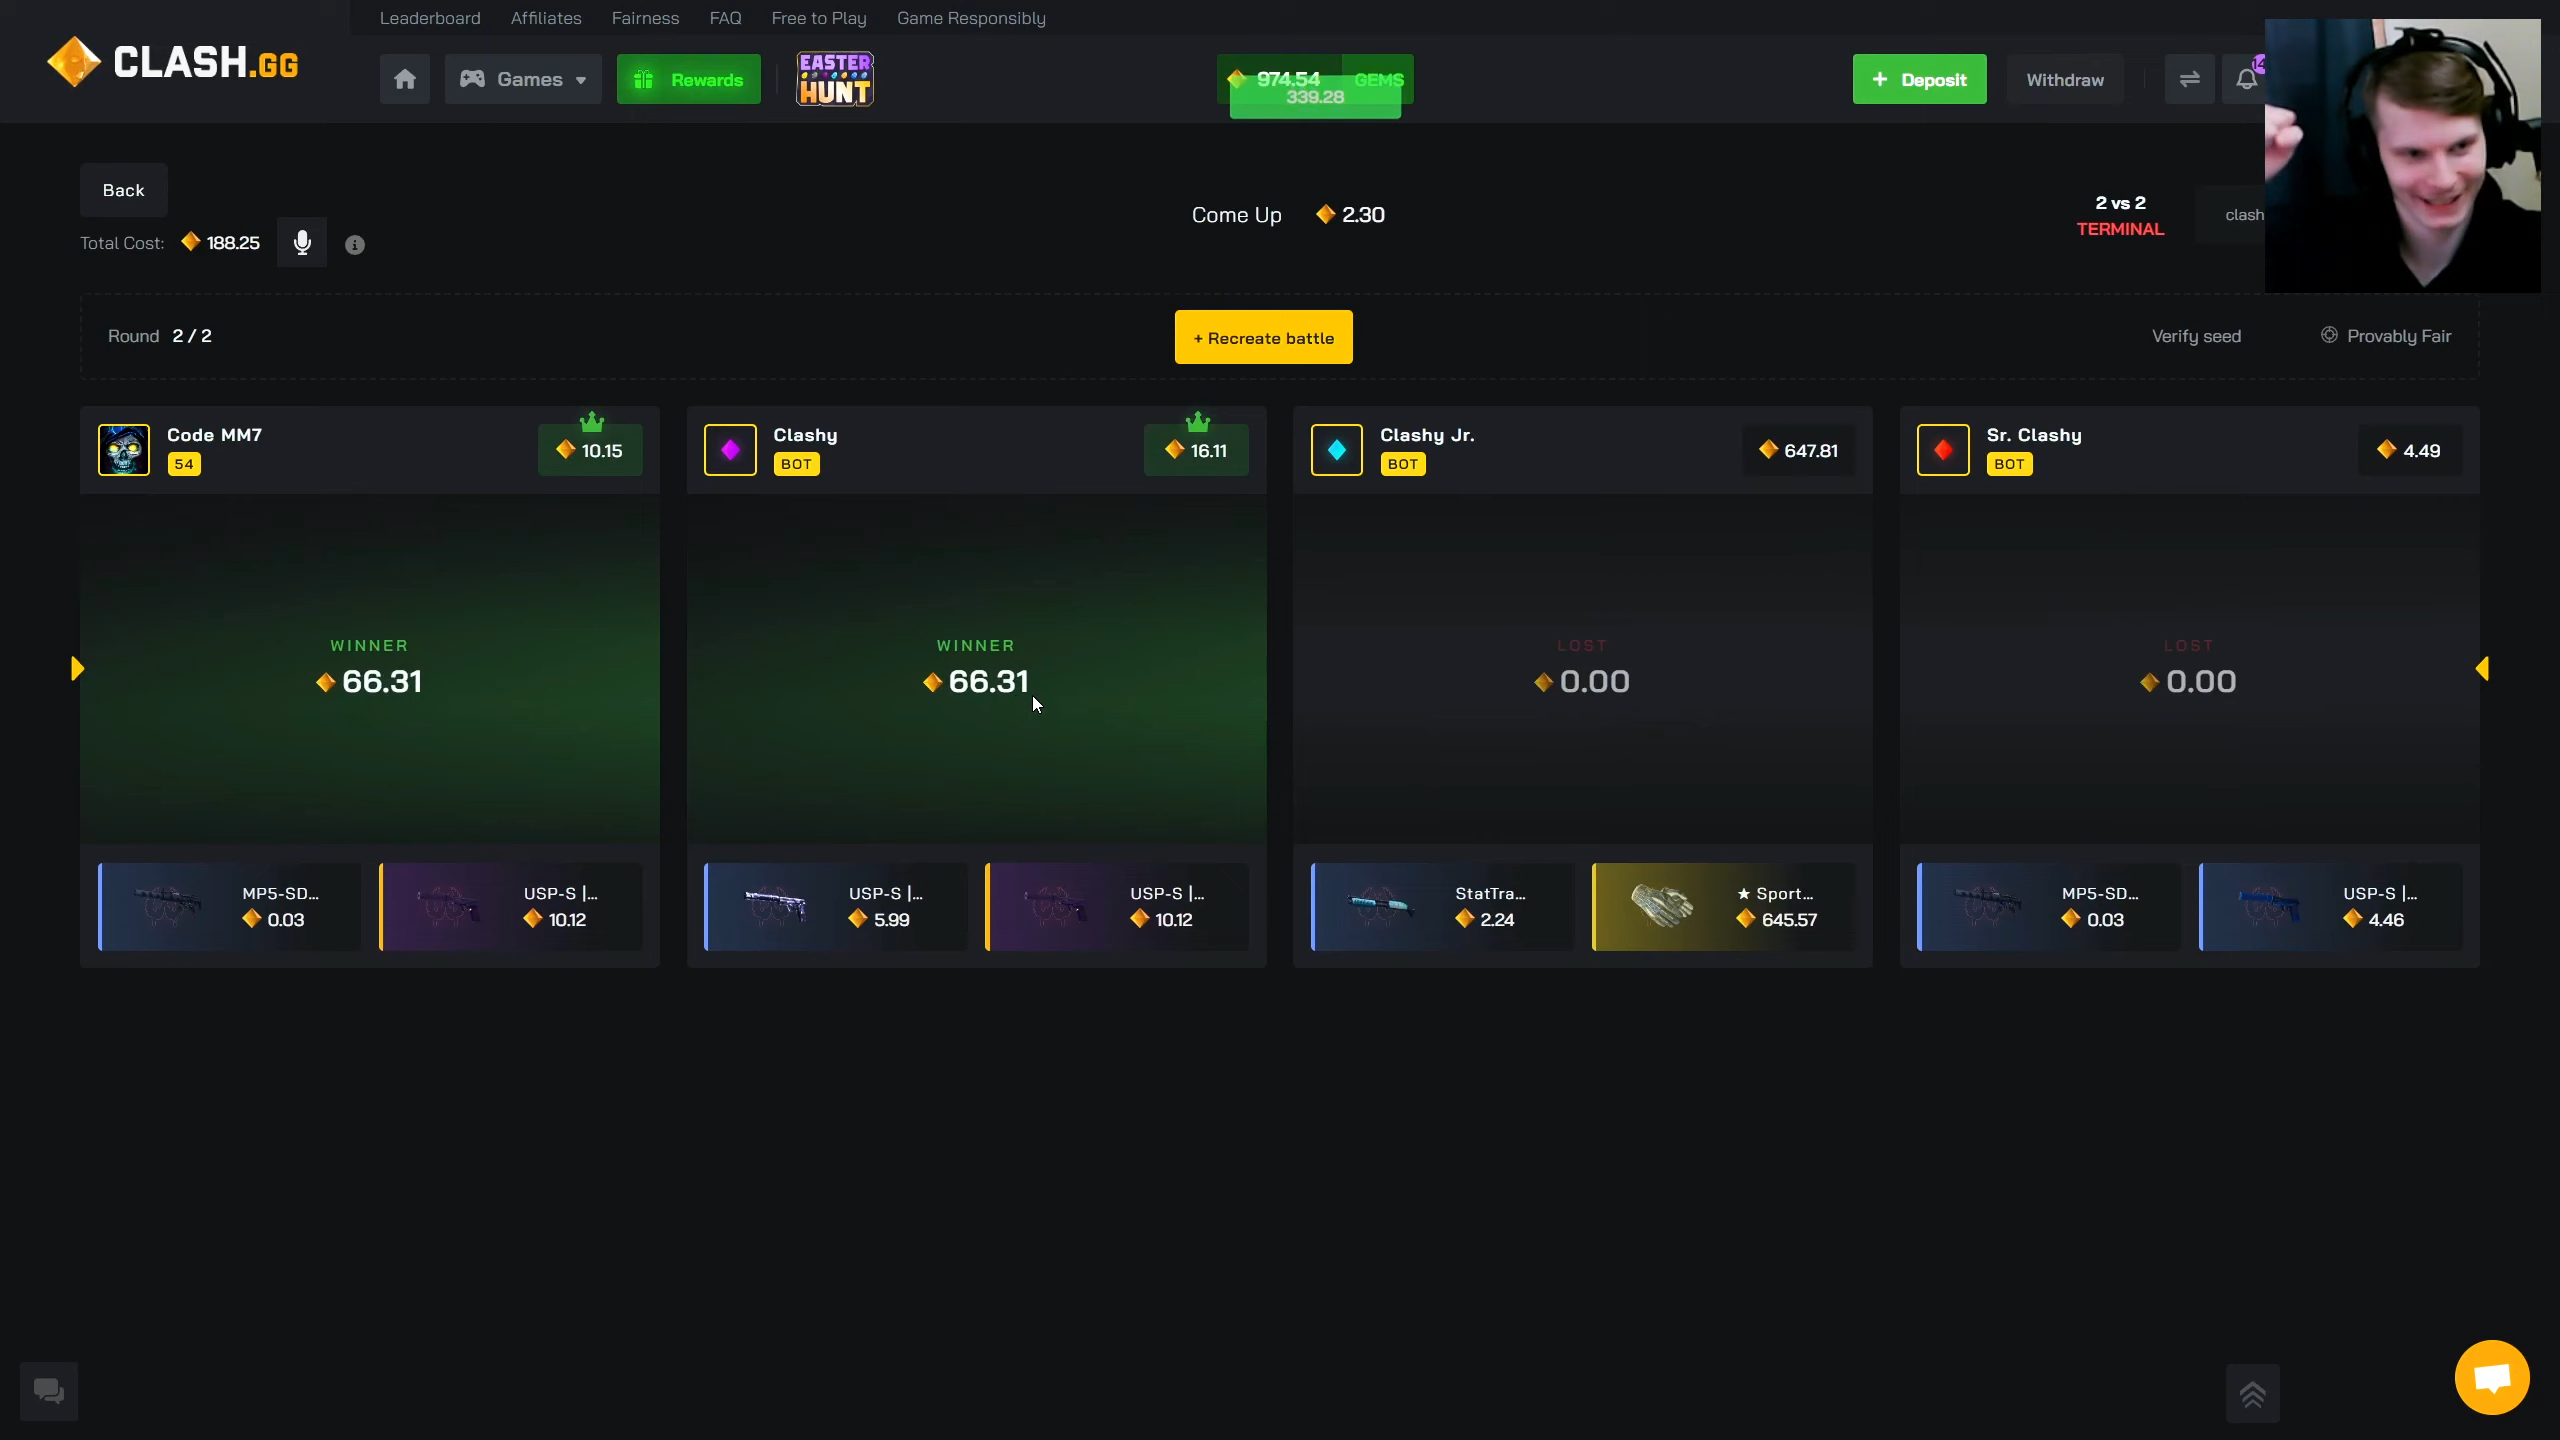 Leaderboard Affiliates Fairness FAQ Free to Play Game Responsibly
CLASH.GG
Games
Rewards
EASTER
HUNT
974.54 GEMS
339.28
+ Deposit
Withdraw
14
Back
Total Cost: 188.25
Come Up 2.30
2 vs 2
TERMINAL
clash
Round 2 / 2
+ Recreate battle
Verify seed
Provably Fair
Code MM7
54
10.15
WINNER
66.31
MP5-SD...
0.03
USP-S |...
10.12
Clashy
BOT
16.11
WINNER
66.31
USP-S |...
5.99
USP-S |...
10.12
Clashy Jr.
BOT
647.81
LOST
0.00
StatTra...
2.24
★ Sport...
645.57
Sr. Clashy
BOT
4.49
LOST
0.00
MP5-SD...
0.03
USP-S |...
4.46